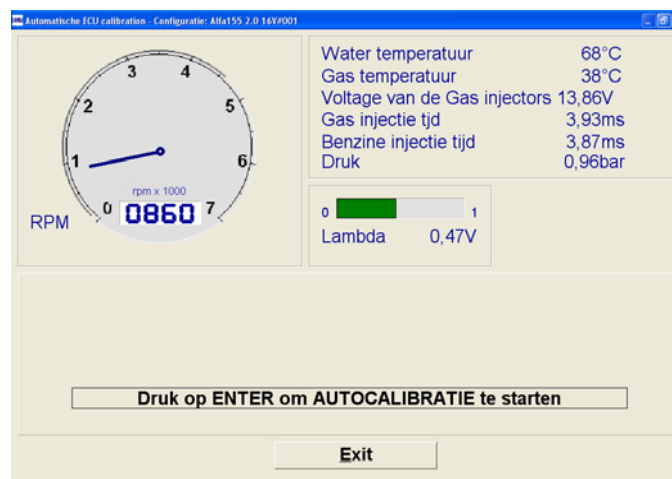 Automatische ECU calibration - Configuratie: Alfa155 2.0 16V#001
Water temperatuur 68°C
Gas temperatuur 38°C
Voltage van de Gas injectors 13,86V
Gas injectie tjd 3,93ms
Benzine injectie tijd 3,87ms
Druk 0,96bar
0 1 2 3 4 5 6 7
rpm x 1000
0860
RPM
0 1
Lambda 0,47V
Druk op ENTER om AUTOCALIBRATIE te starten
Exit